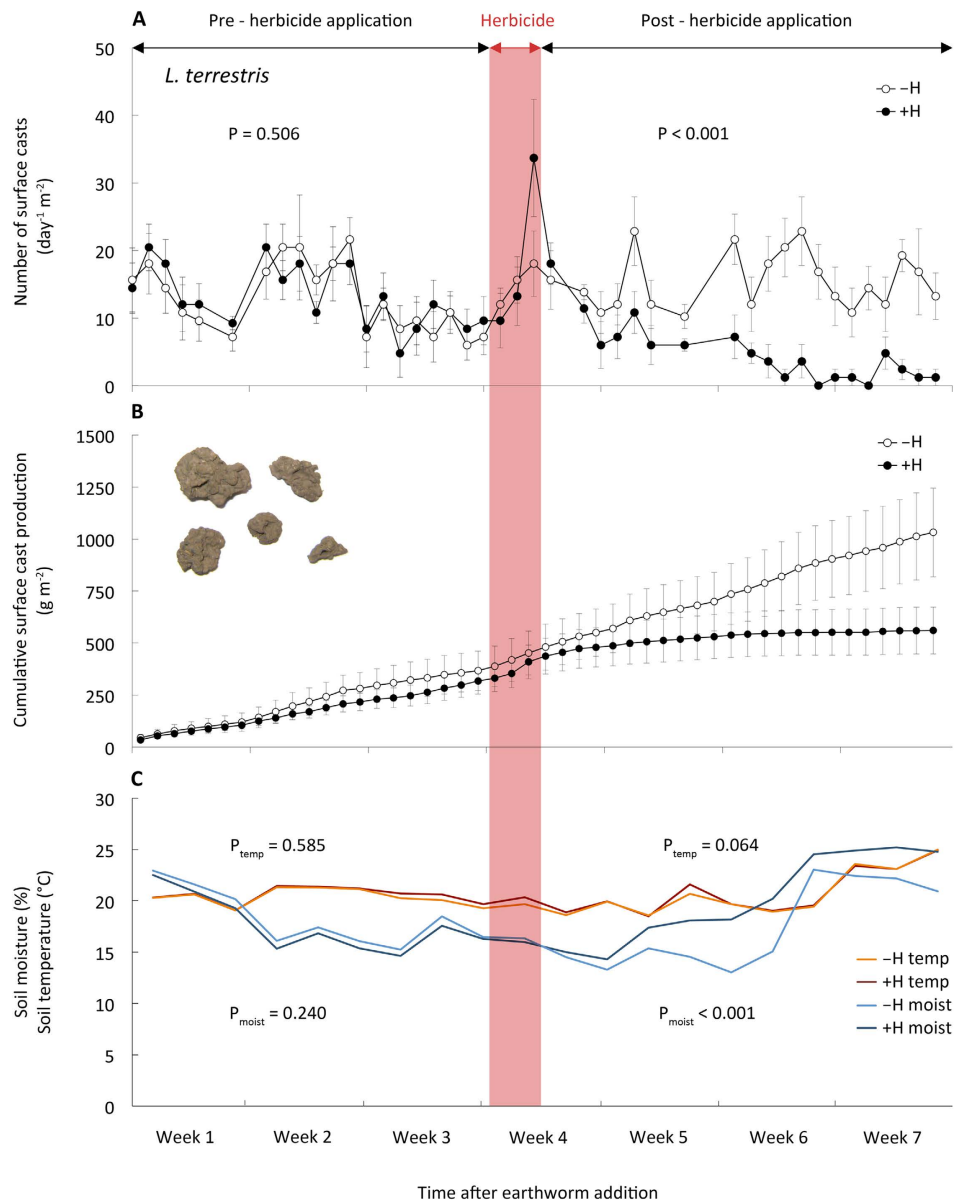 A
Pre - herbicide application
Herbicide
Post - herbicide application
50
40
30
20
10
0
Number of surface casts
(day⁻¹ m⁻²)
L. terrestris
P = 0.506
P < 0.001
–H
+H
B
1500
1250
1000
750
500
250
0
Cumulative surface cast production
(g m⁻²)
–H
+H
C
30
25
20
15
10
5
0
Soil moisture (%)
Soil temperature (°C)
P_temp = 0.585
P_temp = 0.064
P_moist = 0.240
P_moist < 0.001
–H temp
+H temp
–H moist
+H moist
Week 1
Week 2
Week 3
Week 4
Week 5
Week 6
Week 7
Time after earthworm addition